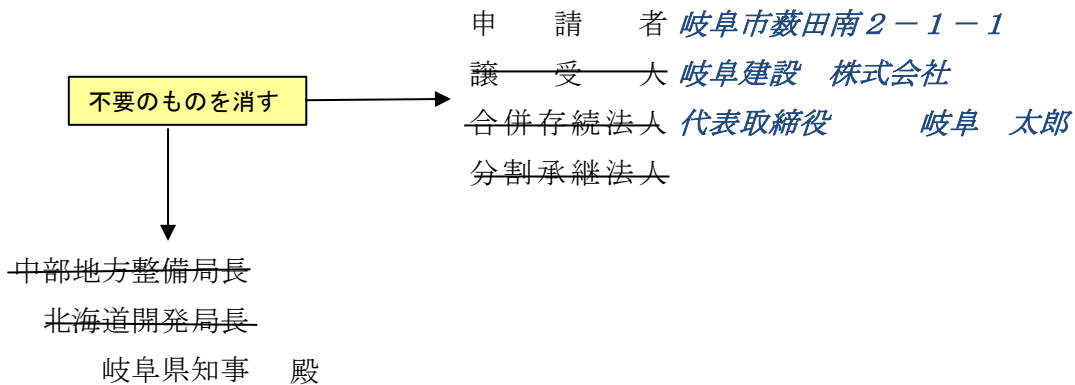 申請者 岐阜市薮田南２－１－１
譲受人 岐阜建設　株式会社
不要のものを消す
合併存続法人 代表取締役　岐阜　太郎
分割承継法人
中部地方整備局長
北海道開発局長
岐阜県知事　殿